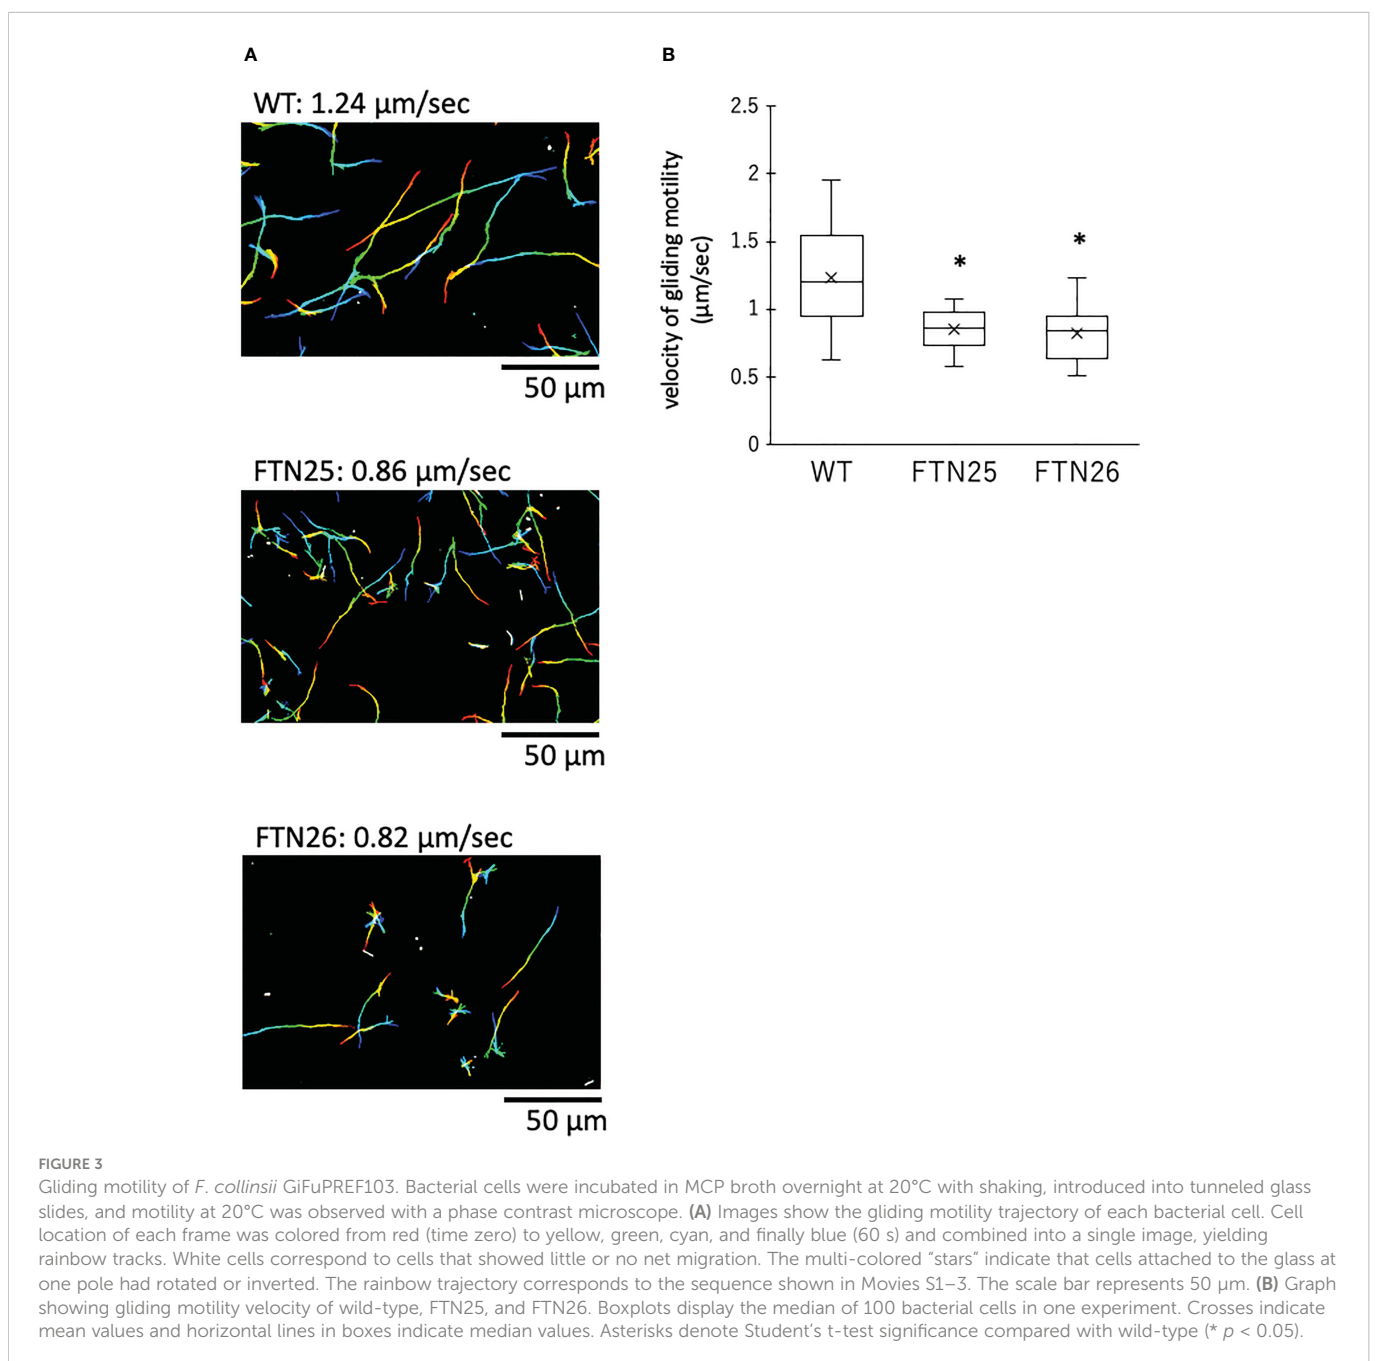 A
WT: 1.24 µm/sec
50 µm
FTN25: 0.86 µm/sec
50 µm
FTN26: 0.82 µm/sec
50 µm
B
velocity of gliding motility
(µm/sec)
2.5
2
1.5
1
0.5
0
*
*
WT
FTN25
FTN26
FIGURE 3
Gliding motility of F. collinsii GiFuPREF103. Bacterial cells were incubated in MCP broth overnight at 20°C with shaking, introduced into tunneled glass
slides, and motility at 20°C was observed with a phase contrast microscope. (A) Images show the gliding motility trajectory of each bacterial cell. Cell
location of each frame was colored from red (time zero) to yellow, green, cyan, and finally blue (60 s) and combined into a single image, yielding
rainbow tracks. White cells correspond to cells that showed little or no net migration. The multi-colored “stars“ indicate that cells attached to the glass at
one pole had rotated or inverted. The rainbow trajectory corresponds to the sequence shown in Movies S1–3. The scale bar represents 50 µm. (B) Graph
showing gliding motility velocity of wild-type, FTN25, and FTN26. Boxplots display the median of 100 bacterial cells in one experiment. Crosses indicate
mean values and horizontal lines in boxes indicate median values. Asterisks denote Student’s t-test significance compared with wild-type (* p < 0.05).